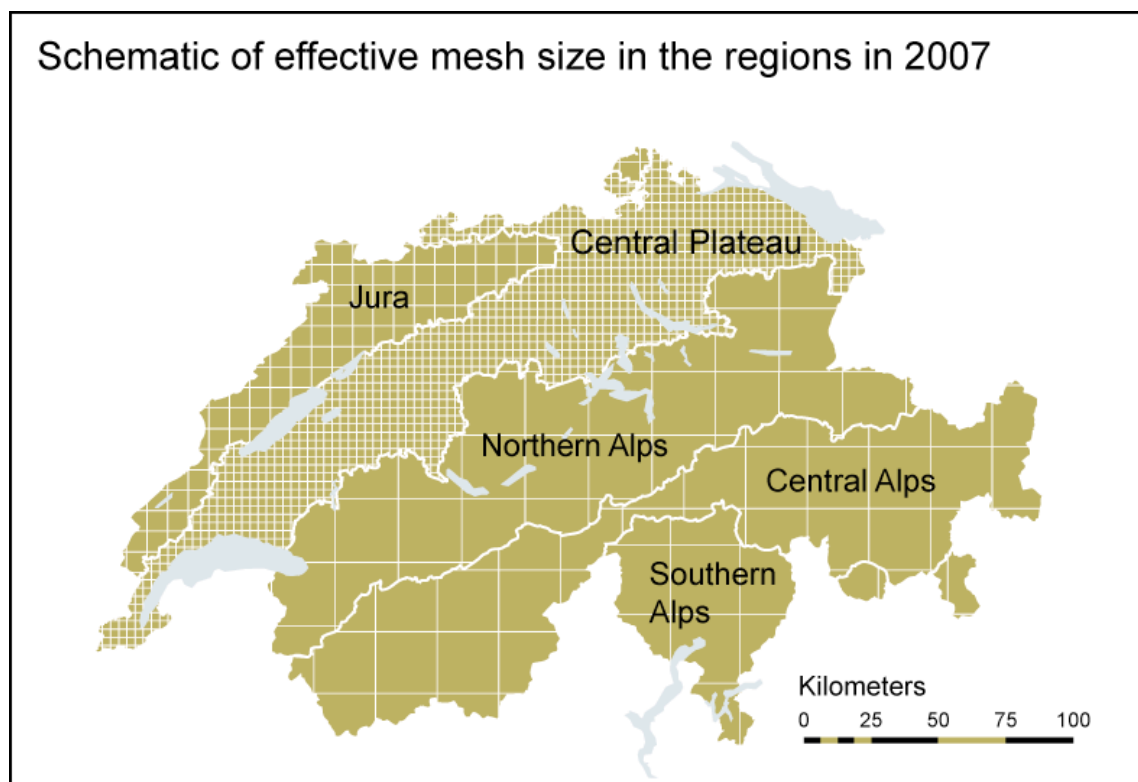 Schematic of effective mesh size in the regions in 2007
Central Plateau
Jura
Northern Alps
Central Alps
Southern
Alps
Kilometers
0 25 50 75 100